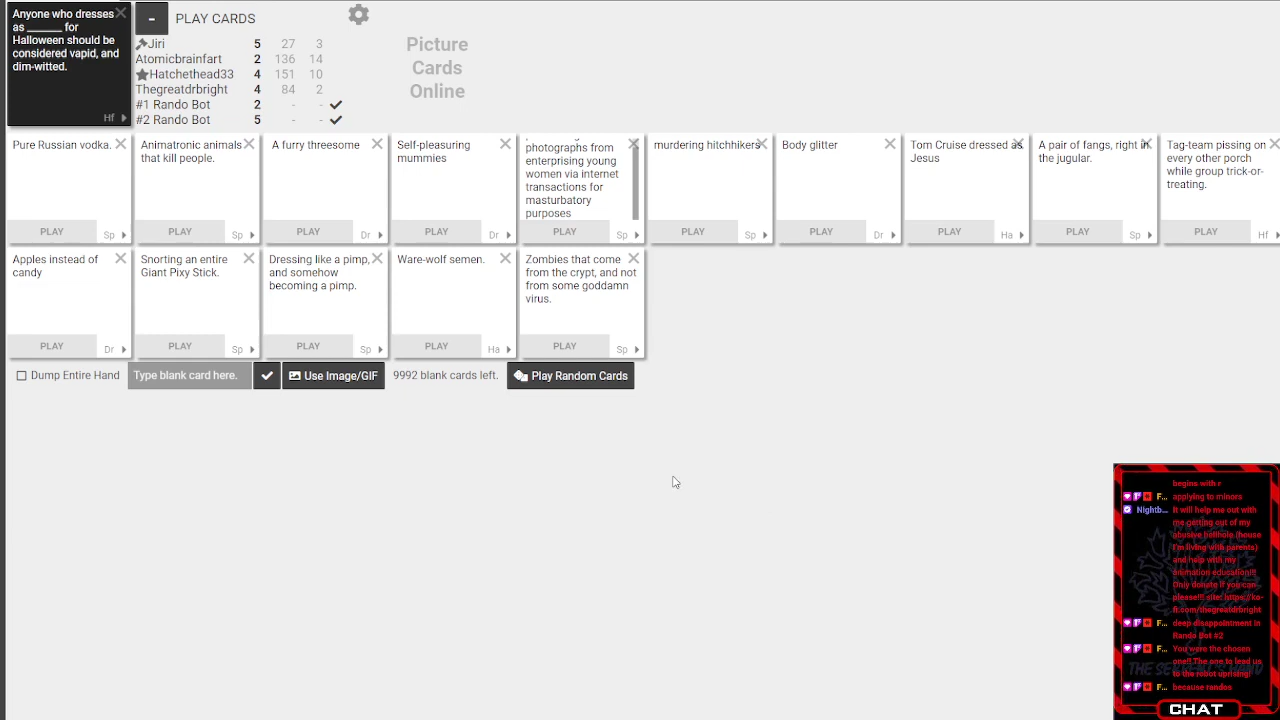 Anyone who dresses
as ______ for
Halloween should be
considered vapid, and
dim-witted.
Hf
-
PLAY CARDS
Jiri 5 27 3
Atomicbrainfart 2 136 14
Hatchethead33 4 151 10
Thegreatdrbright 4 84 2
#1 Rando Bot 2 - -
#2 Rando Bot 5 - -
Picture
Cards
Online
Pure Russian vodka.
PLAY Sp
Animatronic animals
that kill people.
PLAY Sp
A furry threesome
PLAY Dr
Self-pleasuring
mummies
PLAY Dr
photographs from
enterprising young
women via internet
transactions for
masturbatory
purposes
PLAY Sp
murdering hitchhikers
PLAY Sp
Body glitter
PLAY Dr
Tom Cruise dressed as
Jesus
PLAY Ha
A pair of fangs, right in
the jugular.
PLAY Sp
Tag-team pissing on
every other porch
while group trick-or-
treating.
PLAY Hf
Apples instead of
candy
PLAY Dr
Snorting an entire
Giant Pixy Stick.
PLAY Sp
Dressing like a pimp,
and somehow
becoming a pimp.
PLAY Sp
Ware-wolf semen.
PLAY Ha
Zombies that come
from the crypt, and not
from some goddamn
virus.
PLAY Sp
Dump Entire Hand
Type blank card here.
Use Image/GIF
9992 blank cards left.
Play Random Cards
begins with r
F... applying to minors
Nightb... It will help me out with
me getting out of my
abusive hellhole (house
I'm living with parents)
and help with my
animation education!!!
Only donate if you can
please!!! site: https://ko-
fi.com/thegreatdrbright
F... deep disappointment in
Rando Bot #2
F... You were the chosen
one!! The one to lead us
to the robot uprising!
F... because randos
THE SERPENT'S HAND
CHAT